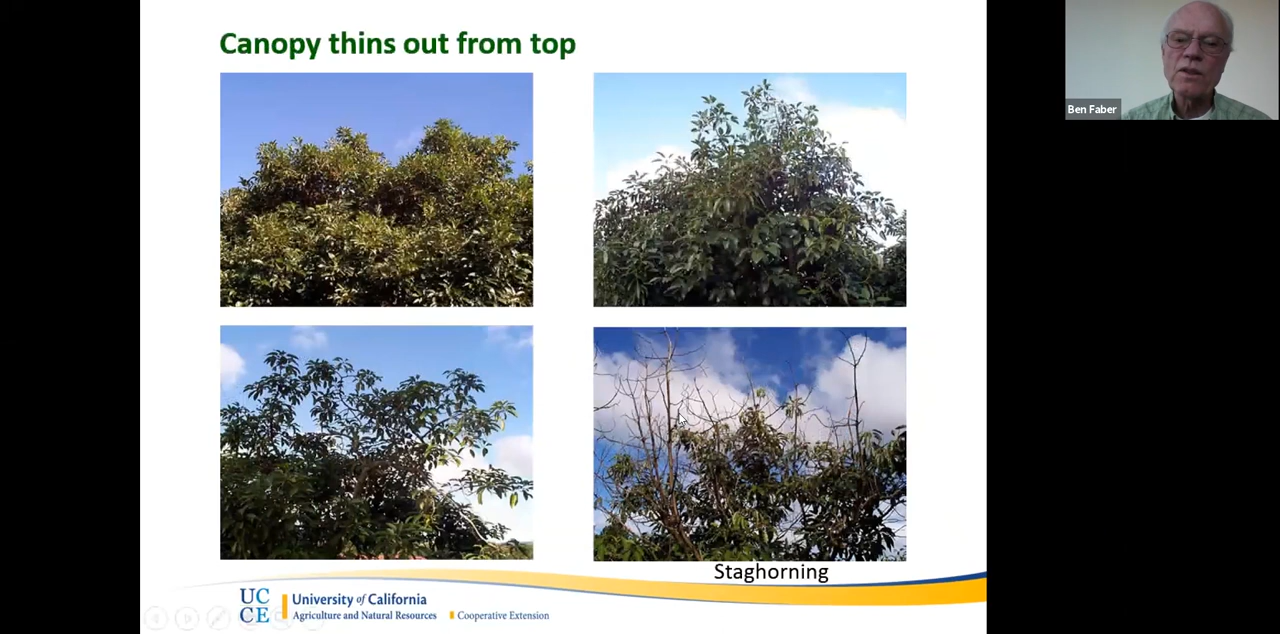 Canopy thins out from top
Ben Faber
Staghorning
UC
CE
University of California
Agriculture and Natural Resources
Cooperative Extension